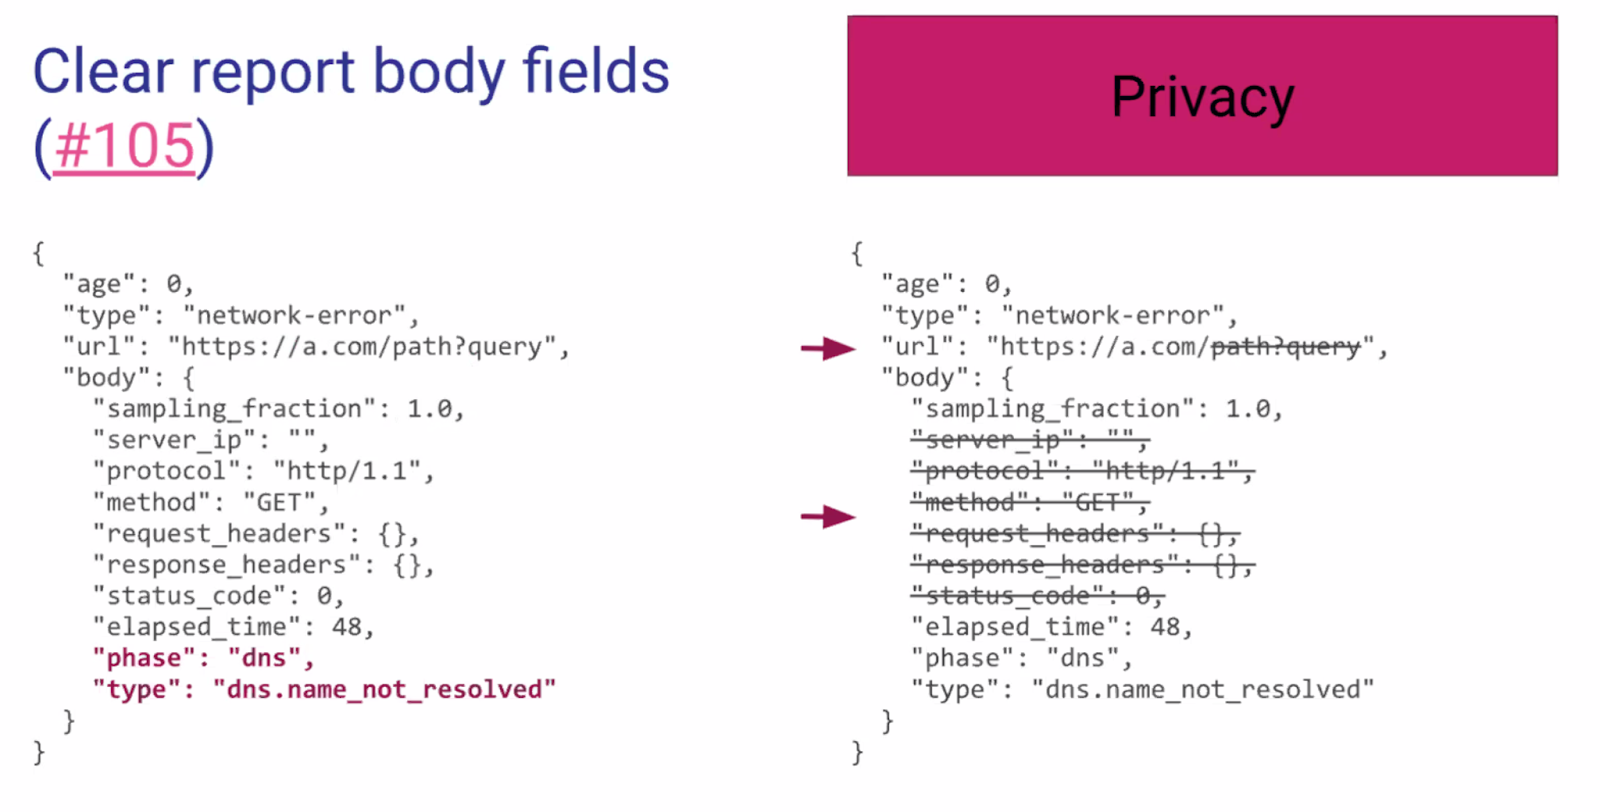 Clear report body fields
(#105)
Privacy
{
"age": 0,
"type": "network-error",
"url": "https://a.com/path?query",
"body": {
"sampling_fraction": 1.0,
"server_ip": "",
"protocol": "http/1.1",
"method": "GET",
"request_headers": {},
"response_headers": {},
"status_code": 0,
"elapsed_time": 48,
"phase": "dns",
"type": "dns.name_not_resolved"
}
}
{
"age": 0,
"type": "network-error",
"url": "https://a.com/path?query",
"body": {
"sampling_fraction": 1.0,
"server_ip": "",
"protocol": "http/1.1",
"method": "GET",
"request_headers": {},
"response_headers": {},
"status_code": 0,
"elapsed_time": 48,
"phase": "dns",
"type": "dns.name_not_resolved"
}
}